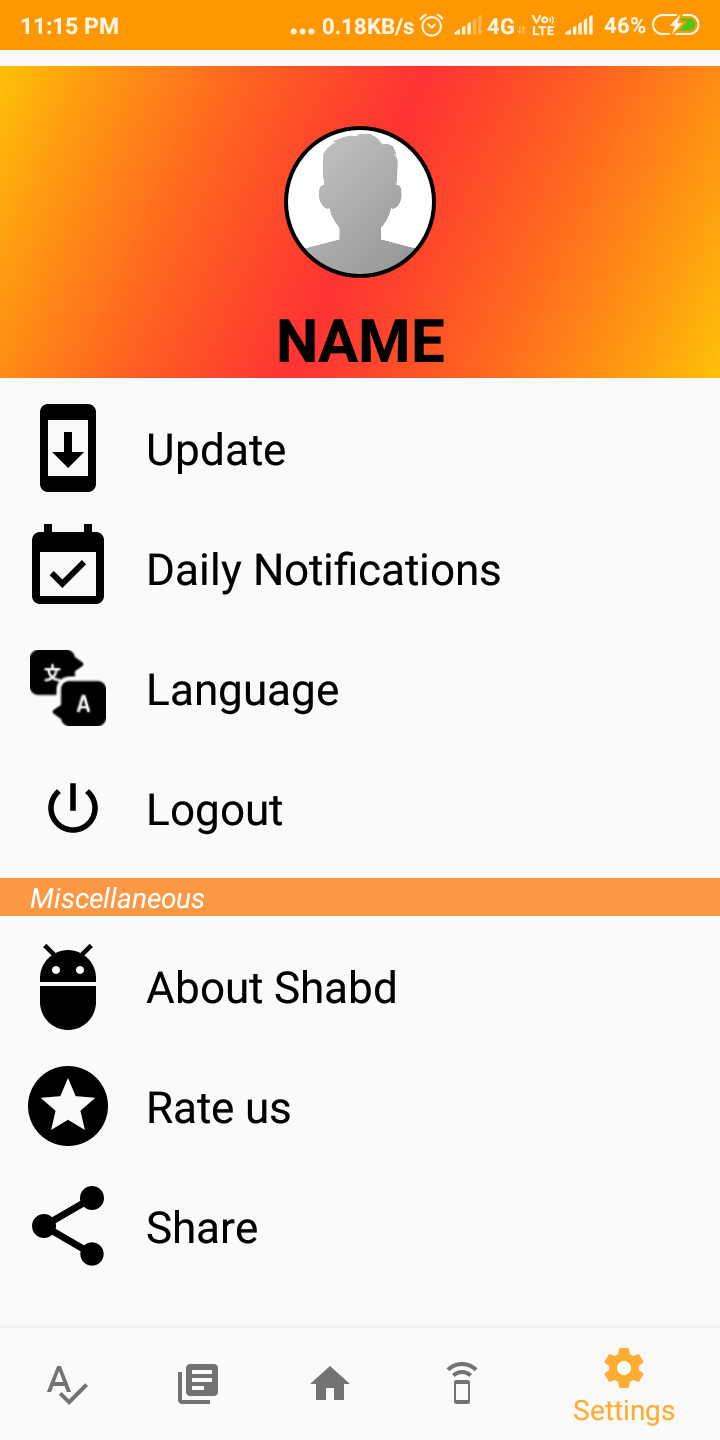 11:15 PM ... 0.18KB/s 4G Vo)) LTE 46%
NAME
Update
Daily Notifications
文
A
Language
Logout
Miscellaneous
About Shabd
Rate us
Share
A
Settings